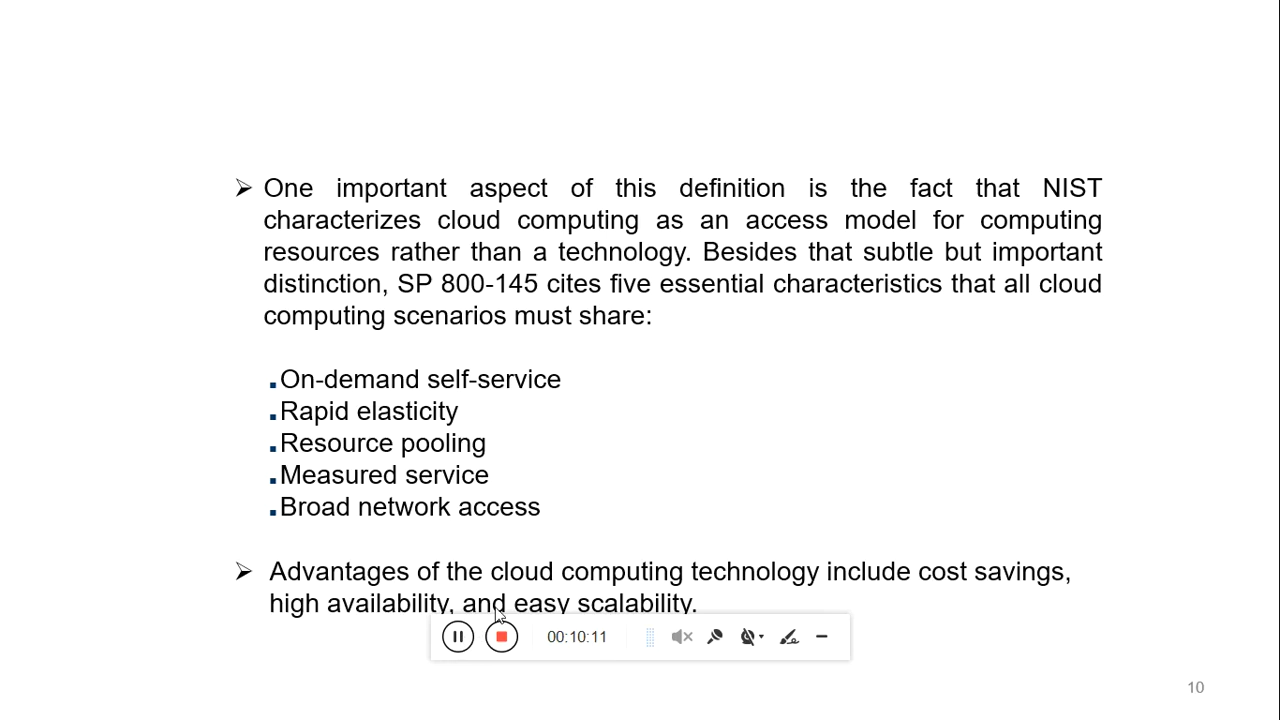 ➢ One important aspect of this definition is the fact that NIST
characterizes cloud computing as an access model for computing
resources rather than a technology. Besides that subtle but important
distinction, SP 800-145 cites five essential characteristics that all cloud
computing scenarios must share:
▪On-demand self-service
▪Rapid elasticity
▪Resource pooling
▪Measured service
▪Broad network access
➢ Advantages of the cloud computing technology include cost savings,
high availability, and easy scalability.
00:10:11
10